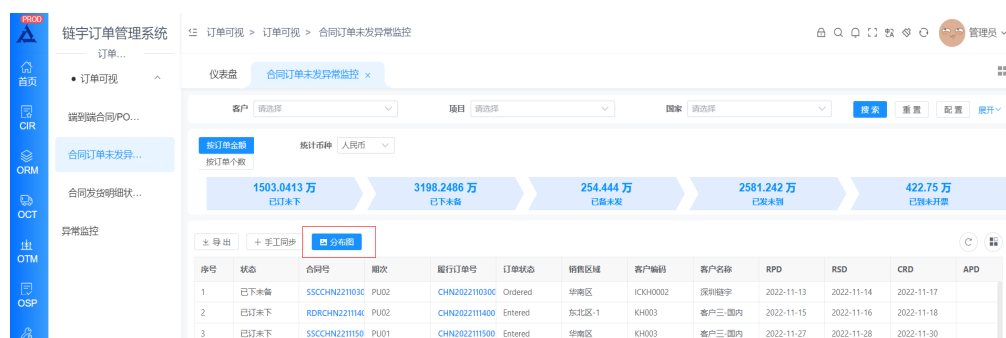 PROD
链宇订单管理系统
订单可视 > 订单可视 > 合同订单未发异常监控
管理员
订单...
首页
订单可视
仪表盘
合同订单未发异常监控 ×
CIR
端到端合同/PO...
客户 请选择
项目 请选择
国家 请选择
搜 索
重 置
配 置
展开
ORM
合同订单未发异...
按订单金额
按订单个数
统计币种 人民币
OCT
合同发货明细状...
1503.0413 万
已订未下
3198.2486 万
已下未备
254.444 万
已备未发
2581.242 万
已发未到
422.75 万
已到未开票
OTM
异常监控
导 出
+ 手工同步
分布图
OSP
序号 状态 合同号 期次 履行订单号 订单状态 销售区域 客户编码 客户名称 RPD RSD CRD APD
1 已下未备 SSCCHN2211030 PU02 CHN2022110300 Ordered 华南区 ICKH0002 深圳链宇 2022-11-13 2022-11-14 2022-11-17
2 已订未下 RDRCHN2211140 PU02 CHN2022111400 Entered 东北区-1 KH003 客户三-国内 2022-11-15 2022-11-16 2022-11-18
3 已订未下 SSCCHN2211150 PU01 CHN2022111500 Entered 华南区 KH003 客户三-国内 2022-11-27 2022-11-28 2022-11-30